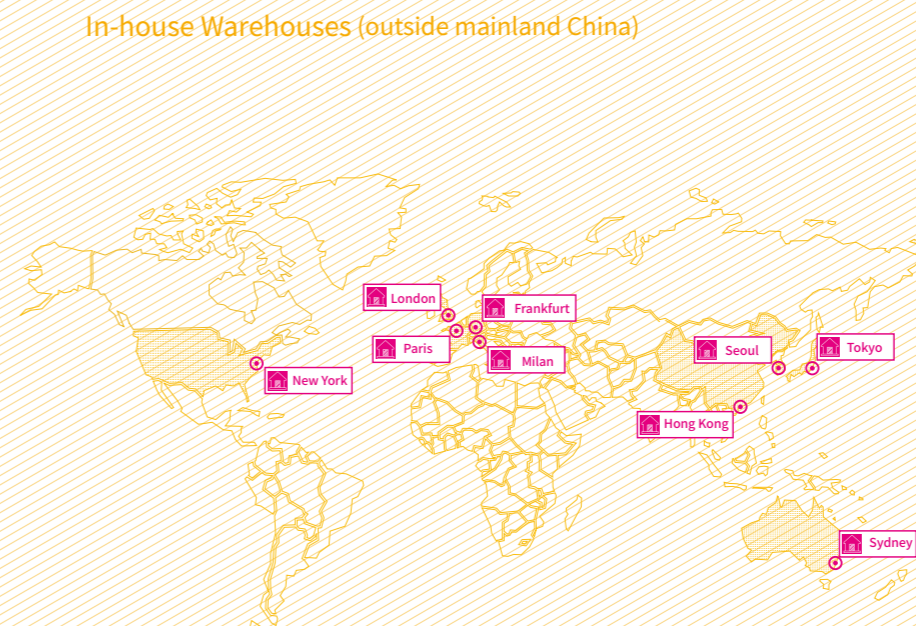 In-house Warehouses (outside mainland China)
London
Frankfurt
Paris
Milan
New York
Seoul
Tokyo
Hong Kong
Sydney